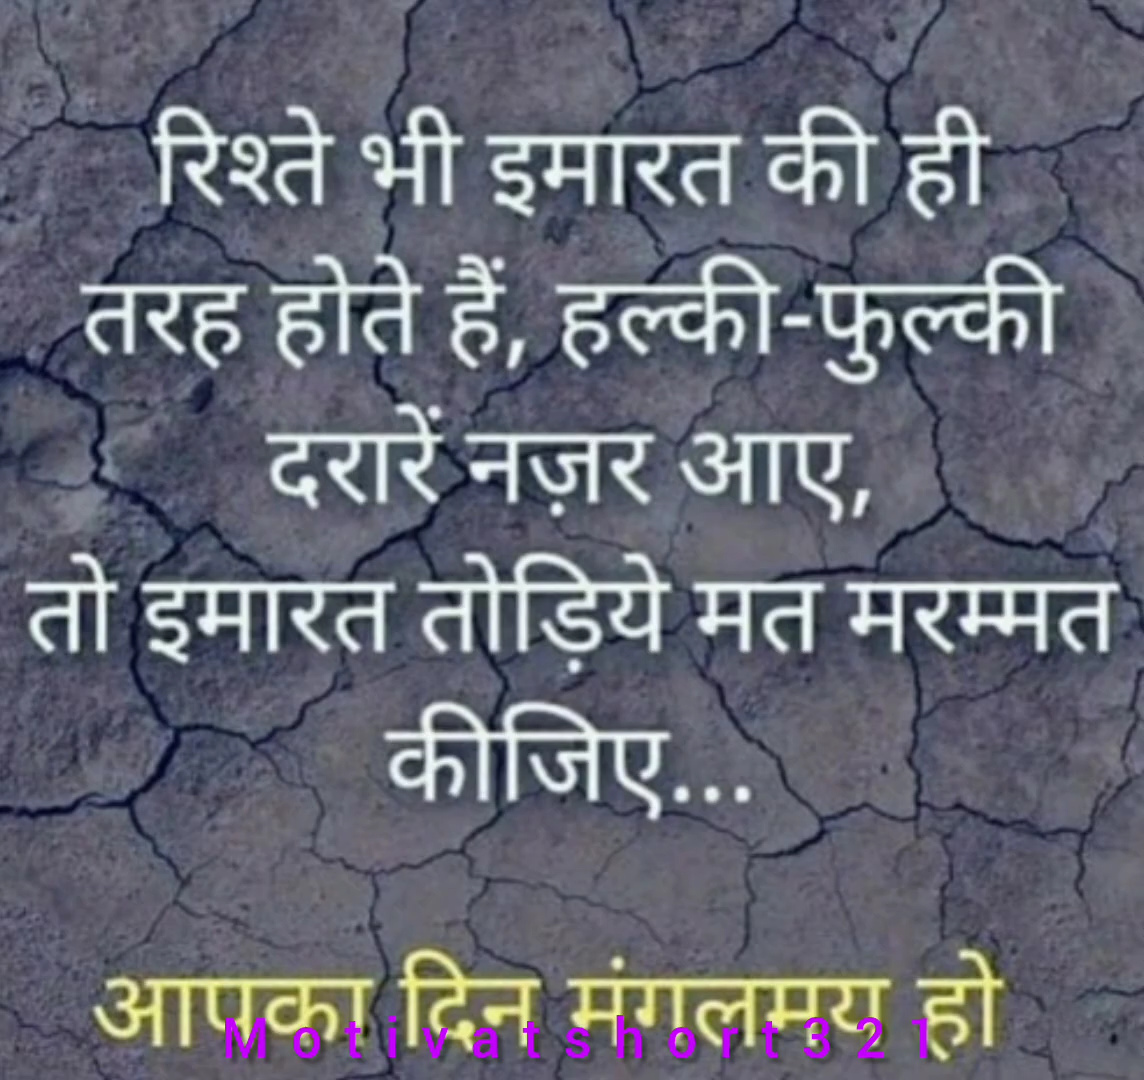 रिश्ते भी इमारत की ही
तरह होते हैं, हल्की-फुल्की
दरारें नज़र आए,
तो इमारत तोड़िये मत मरम्मत
कीजिए...
आपका दिन मंगलमय हो
Motivatshort321